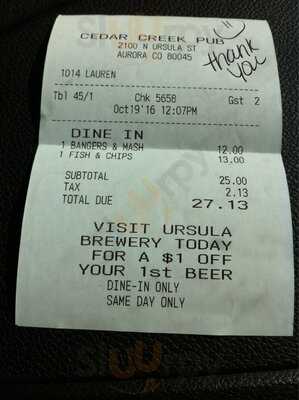 CEDAR CREEK PUB
2100 N URSULA ST
AURORA CO 80045
thank
you
1014 LAUREN
Tbl 45/1 Chk 5658 Gst 2
Oct19'16 12:07PM
DINE IN
1 BANGERS & MASH 12.00
1 FISH & CHIPS 13.00
SUBTOTAL 25.00
TAX 2.13
TOTAL DUE 27.13
VISIT URSULA
BREWERY TODAY
FOR A $1 OFF
YOUR 1st BEER
DINE-IN ONLY
SAME DAY ONLY